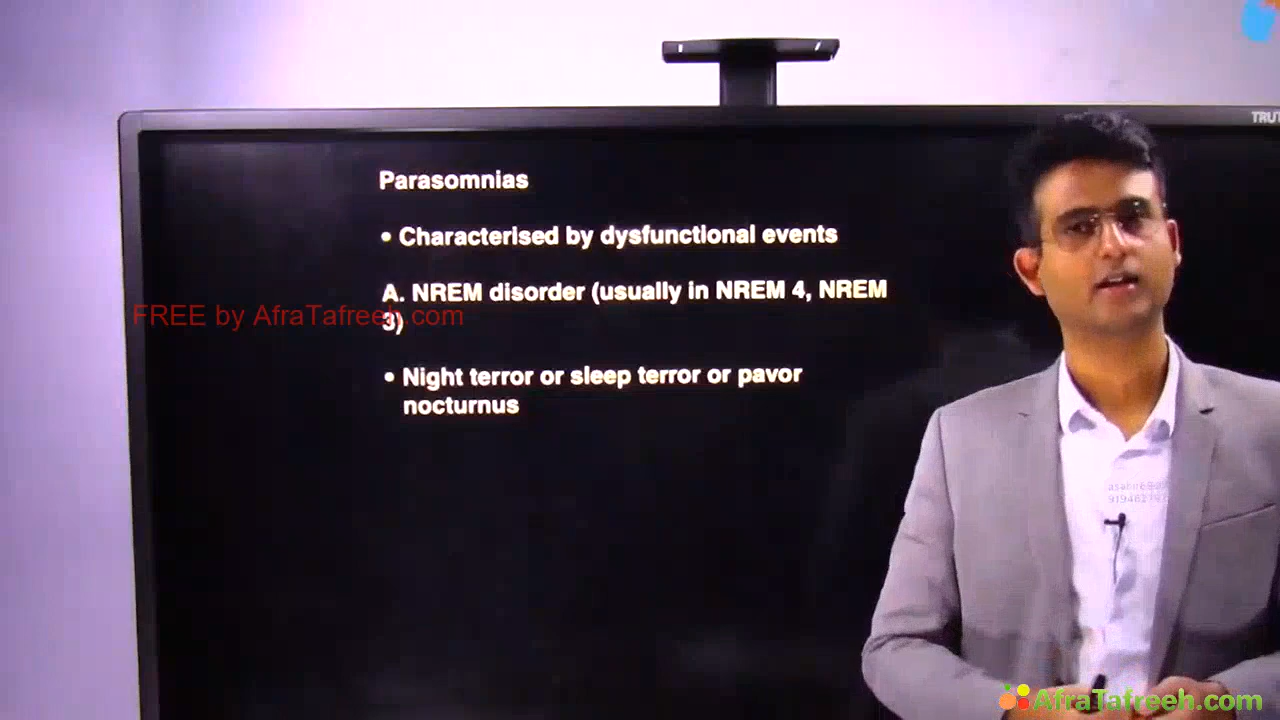 TRUT
Parasomnias
• Characterised by dysfunctional events
A. NREM disorder (usually in NREM 4, NREM
3)
FREE by AfraTafreeh.com
• Night terror or sleep terror or pavor
nocturnus
AfraTafreeh.com